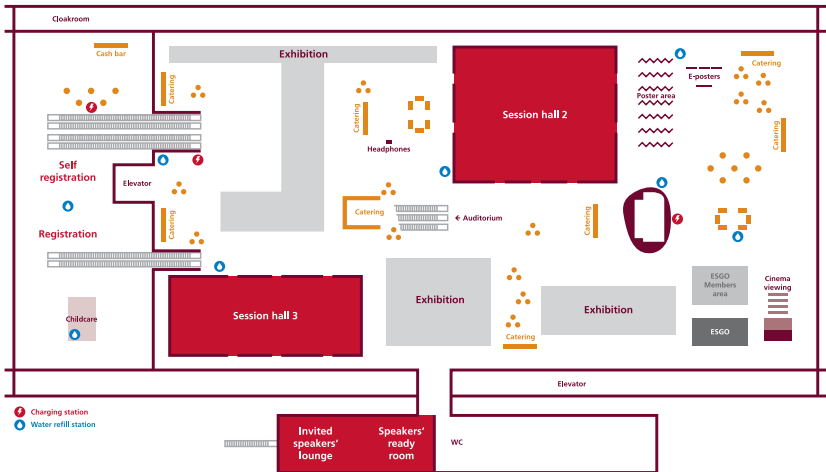 Cloakroom
Cash bar
Catering
Exhibition
Catering
Headphones
Session hall 2
Poster area
E-posters
Catering
Catering
Self
registration
Elevator
Registration
Catering
Catering
Auditorium
Catering
Session hall 3
Exhibition
Exhibition
Catering
ESGO
Members
area
Cinema
viewing
ESGO
Childcare
Elevator
Charging station
Water refill station
Invited
speakers'
lounge
Speakers'
ready
room
WC